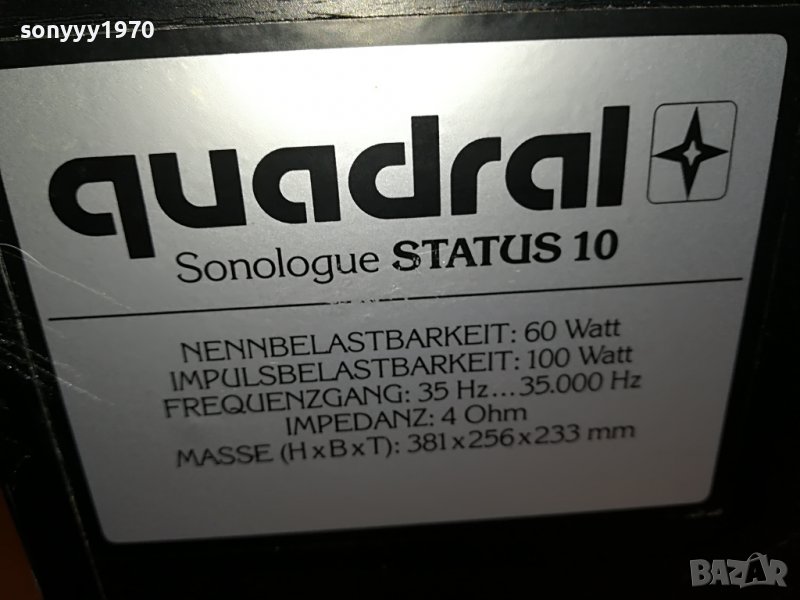 sonyyy1970
quadral
Sonologue STATUS 10
NENNBELASTBARKEIT: 60 Watt
IMPULSBELASTBARKEIT: 100 Watt
FREQUENZGANG: 35 Hz...35.000 Hz
IMPEDANZ: 4 Ohm
MASSE (HxBxT): 381x256x233 mm
BAZAR